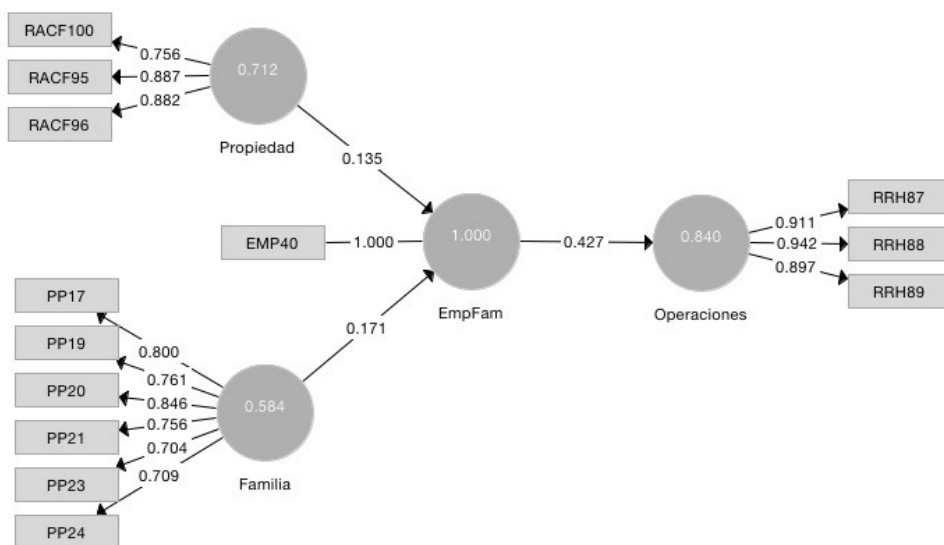 RACF100
0.756
RACF95
0.887
RACF96
0.882
0.712
Propiedad
0.135
EMP40
1.000
1.000
EmpFam
0.427
0.840
Operaciones
0.911
RRH87
0.942
RRH88
0.897
RRH89
0.171
PP17
0.800
PP19
0.761
PP20
0.846
PP21
0.756
PP23
0.704
PP24
0.709
0.584
Familia